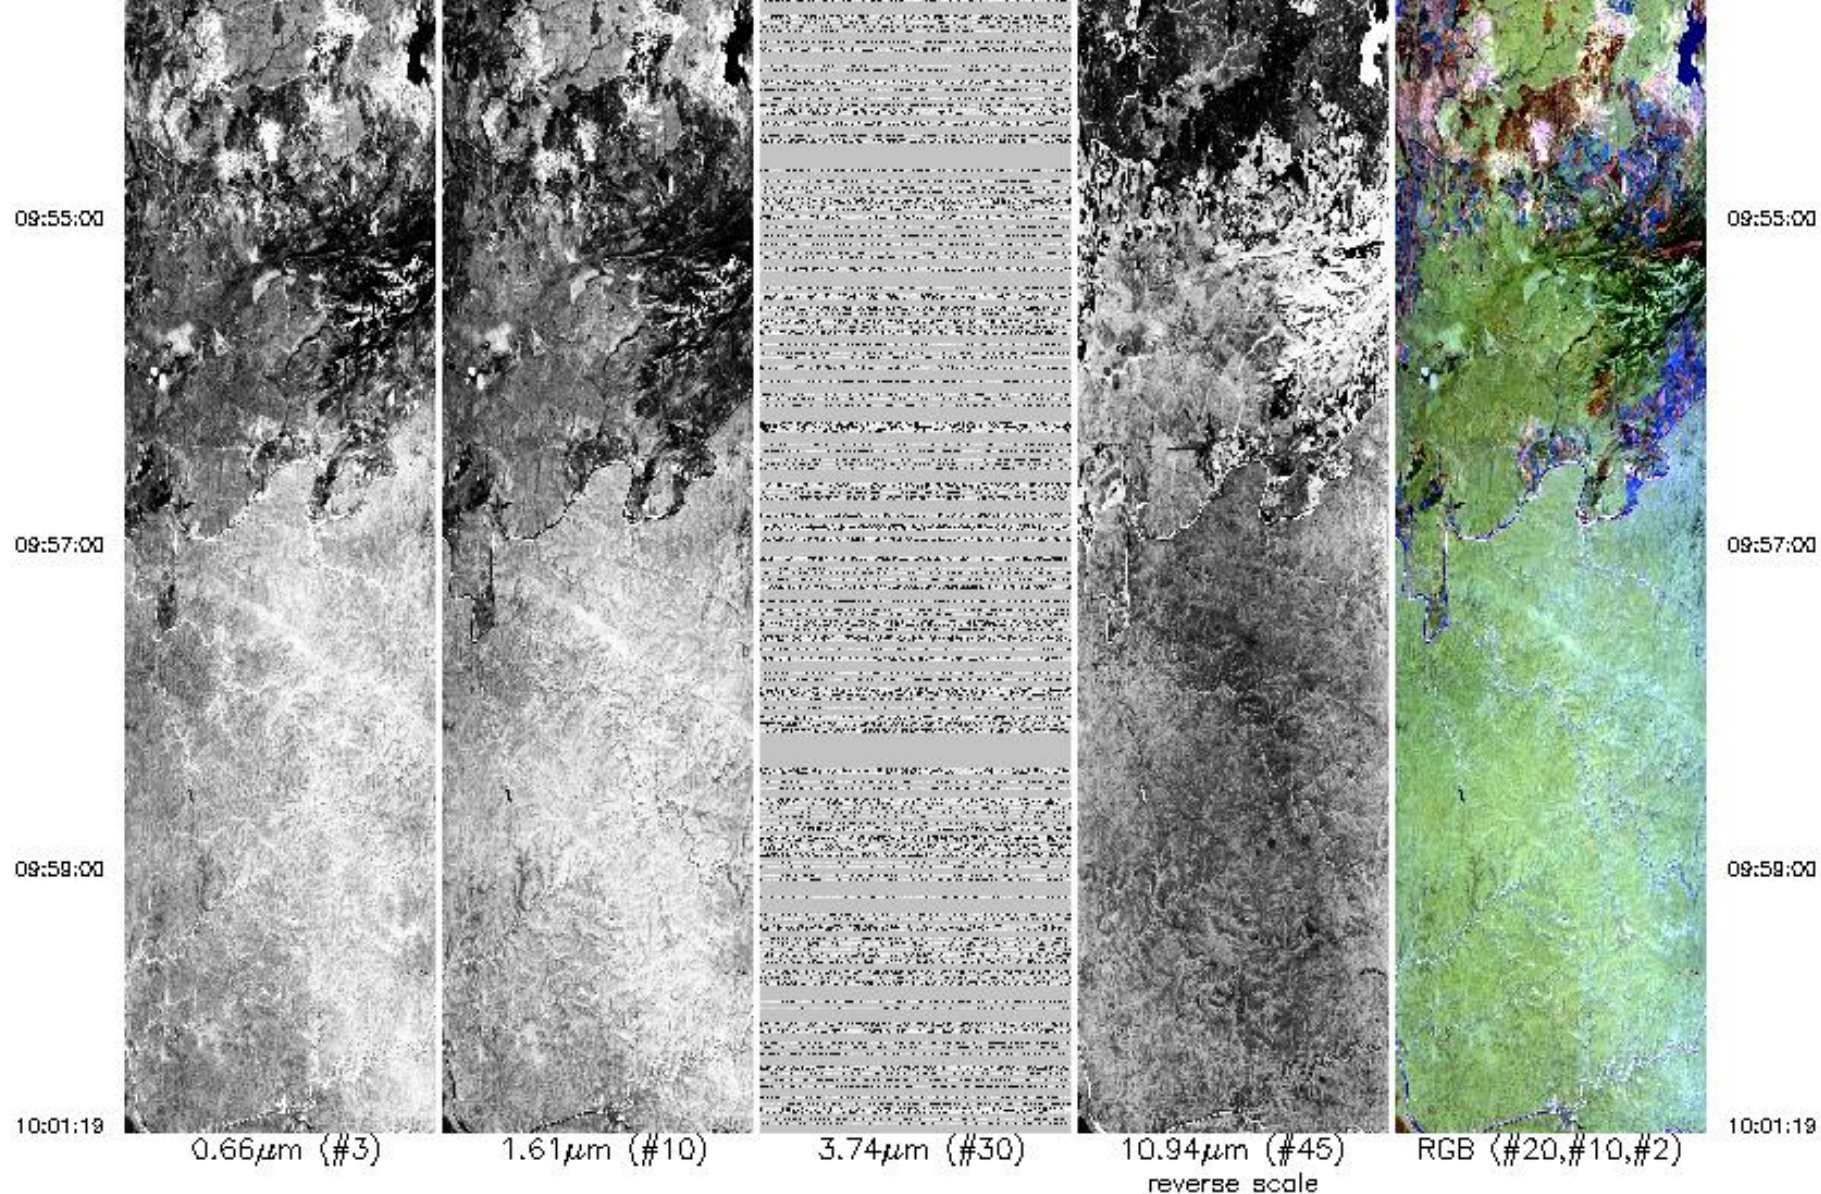 09:55:00 09:55:00
09:57:00 09:57:00
09:59:00 09:59:00
10:01:19 10:01:19
0.66μm (#3) 1.61μm (#10) 3.74μm (#30) 10.94μm (#45) RGB (#20,#10,#2)
reverse scale